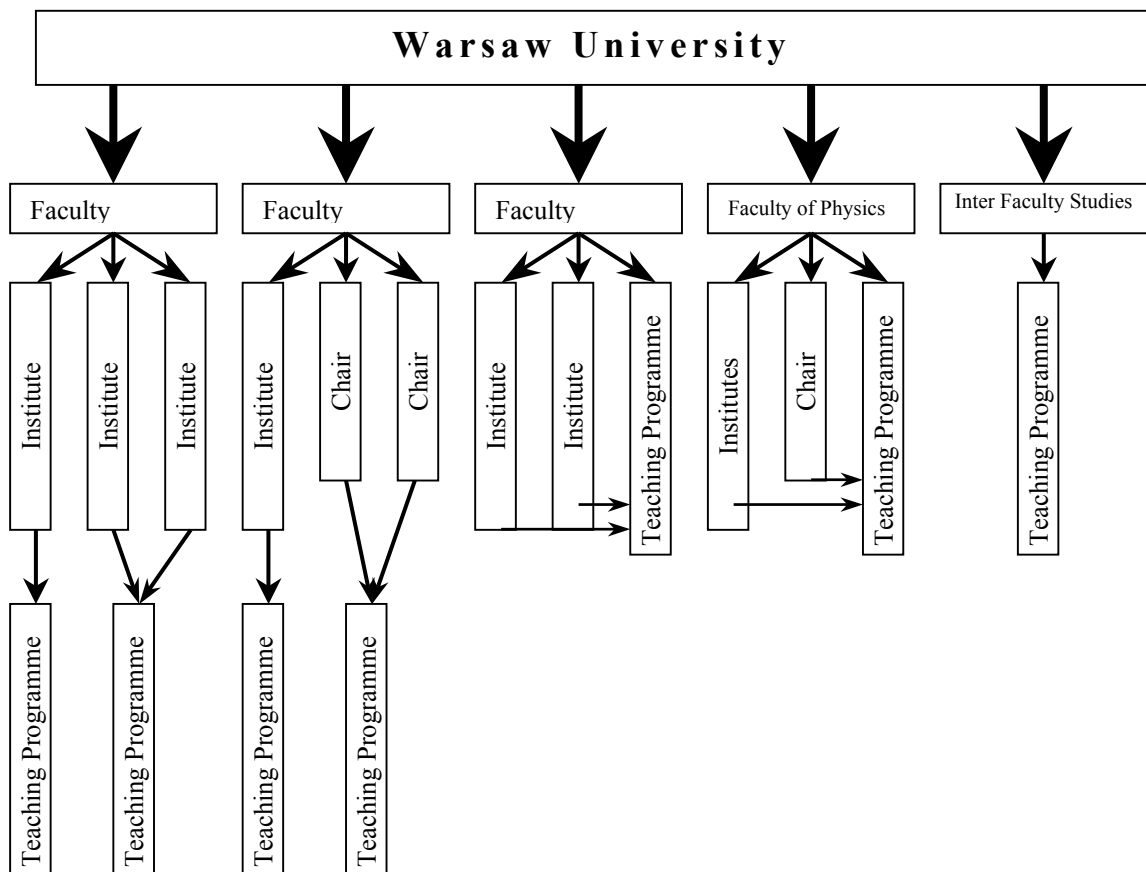 Warsaw University
Faculty
Faculty
Faculty
Faculty of Physics
Inter Faculty Studies
Institute
Institute
Institute
Institute
Chair
Chair
Institute
Institute
Teaching Programme
Institutes
Chair
Teaching Programme
Teaching Programme
Teaching Programme
Teaching Programme
Teaching Programme
Teaching Programme